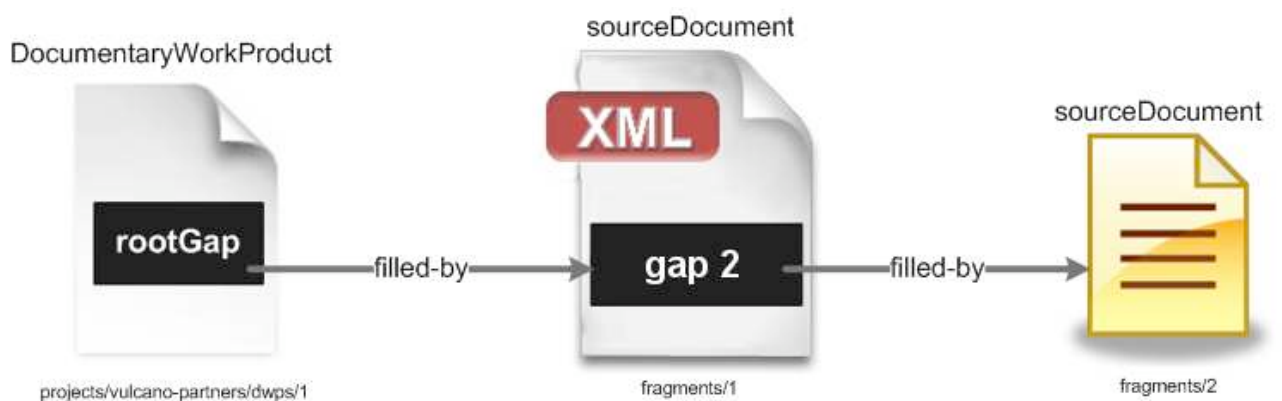 DocumentaryWorkProduct
rootGap
projects/vulcano-partners/dwps/1
filled-by
sourceDocument
XML
gap 2
fragments/1
filled-by
sourceDocument
fragments/2